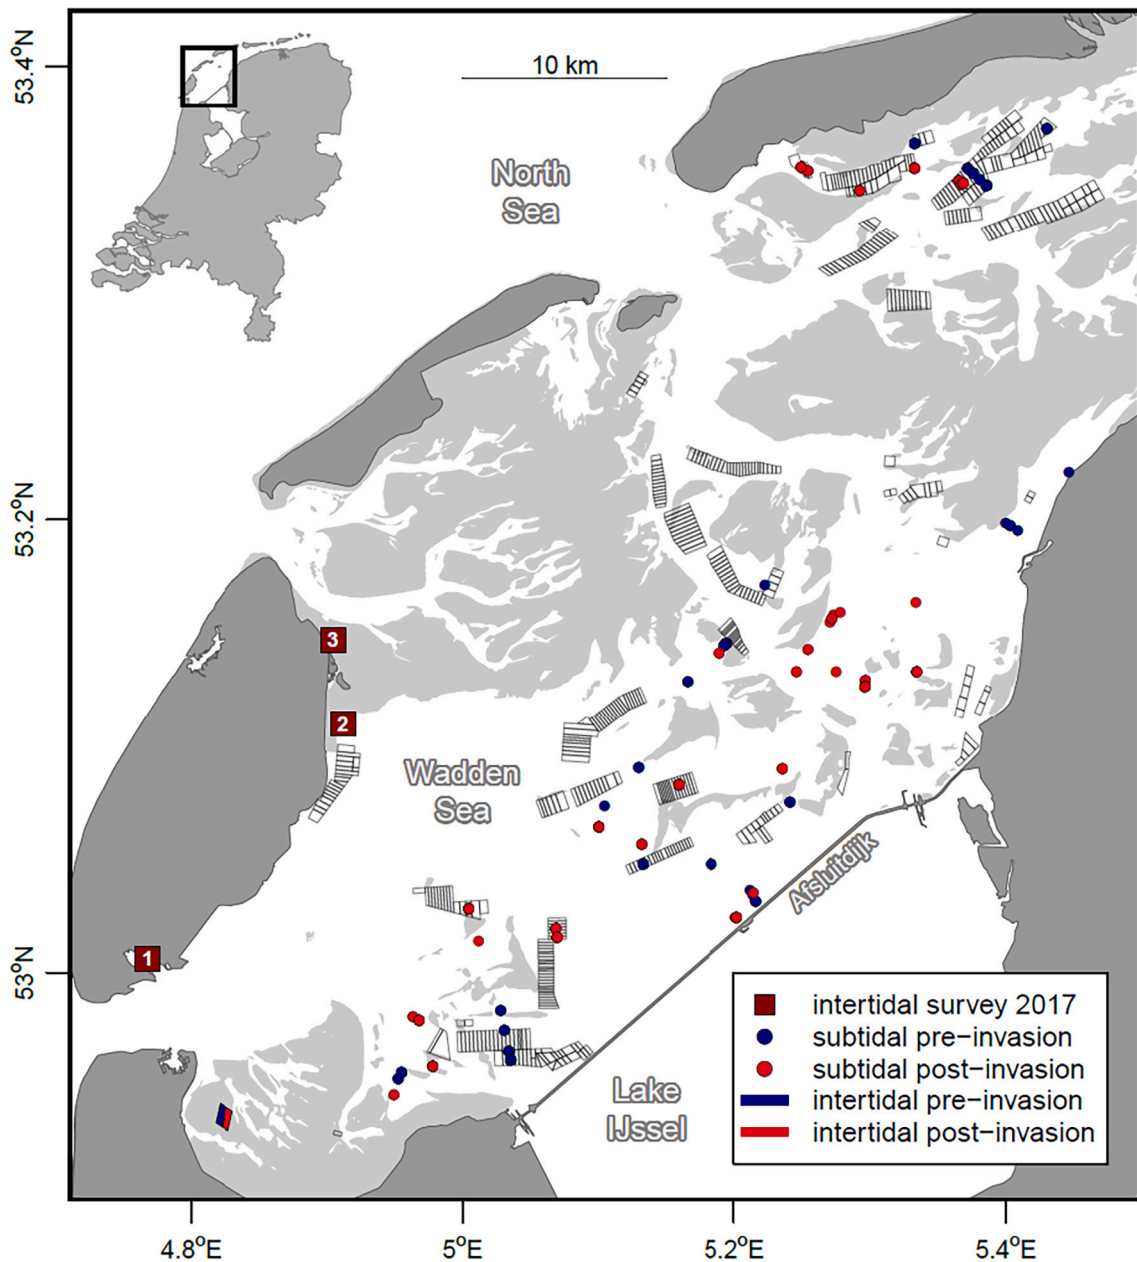 53.4°N
10 km
North
Sea
53.2°N
3
2
Wadden
Sea
Afsluitdijk
1
53°N
intertidal survey 2017
subtidal pre−invasion
subtidal post−invasion
intertidal pre−invasion
intertidal post−invasion
Lake
IJssel
4.8°E
5°E
5.2°E
5.4°E